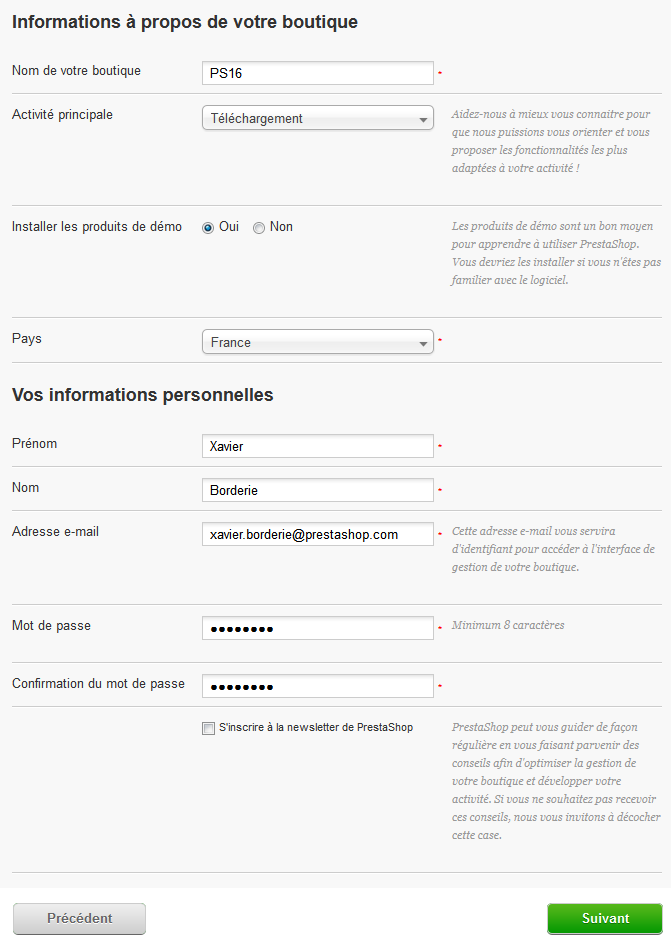 Informations à propos de votre boutique
Nom de votre boutique
PS16
*
Activité principale
Téléchargement
Aidez-nous à mieux vous connaitre pour
que nous puissions vous orienter et vous
proposer les fonctionnalités les plus
adaptées à votre activité !
Installer les produits de démo
Oui
Non
Les produits de démo sont un bon moyen
pour apprendre à utiliser PrestaShop.
Vous devriez les installer si vous n'êtes pas
familier avec le logiciel.
Pays
France
*
Vos informations personnelles
Prénom
Xavier
*
Nom
Borderie
*
Adresse e-mail
xavier.borderie@prestashop.com
*
Cette adresse e-mail vous servira
d'identifiant pour accéder à l'interface de
gestion de votre boutique.
Mot de passe
••••••••
*
Minimum 8 caractères
Confirmation du mot de passe
••••••••
*
S'inscrire à la newsletter de PrestaShop
PrestaShop peut vous guider de façon
régulière en vous faisant parvenir des
conseils afin d'optimiser la gestion de
votre boutique et développer votre
activité. Si vous ne souhaitez pas recevoir
ces conseils, nous vous invitons à décocher
cette case.
Précédent
Suivant